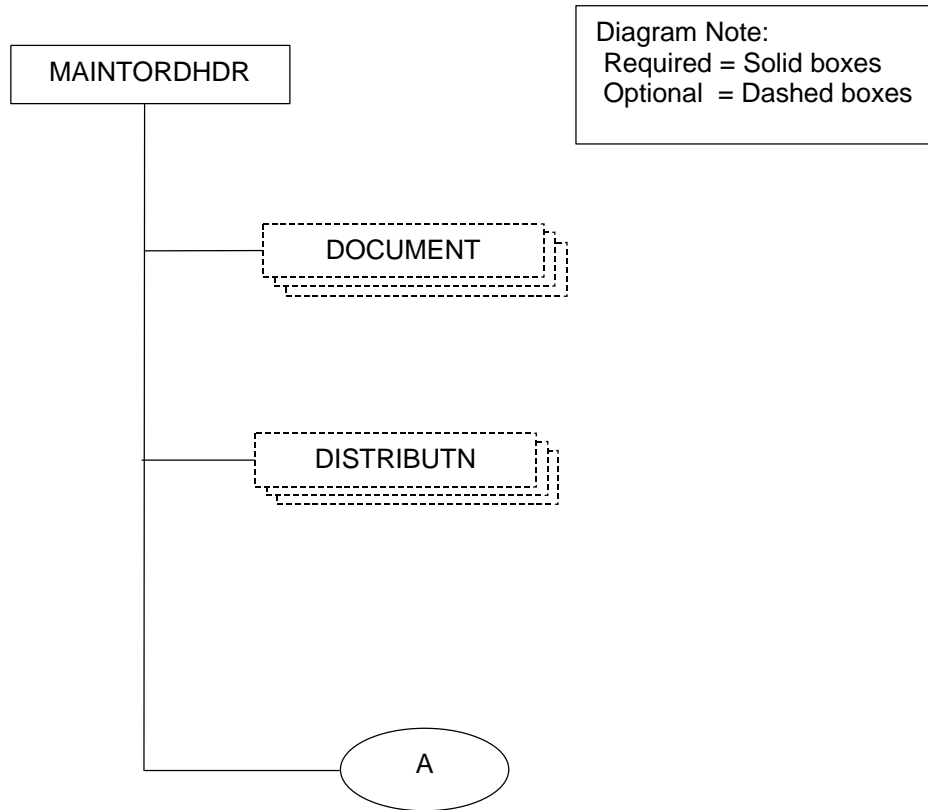 MAINTORDHDR
Diagram Note:
Required = Solid boxes
Optional = Dashed boxes
DOCUMENT
DISTRIBUTN
A